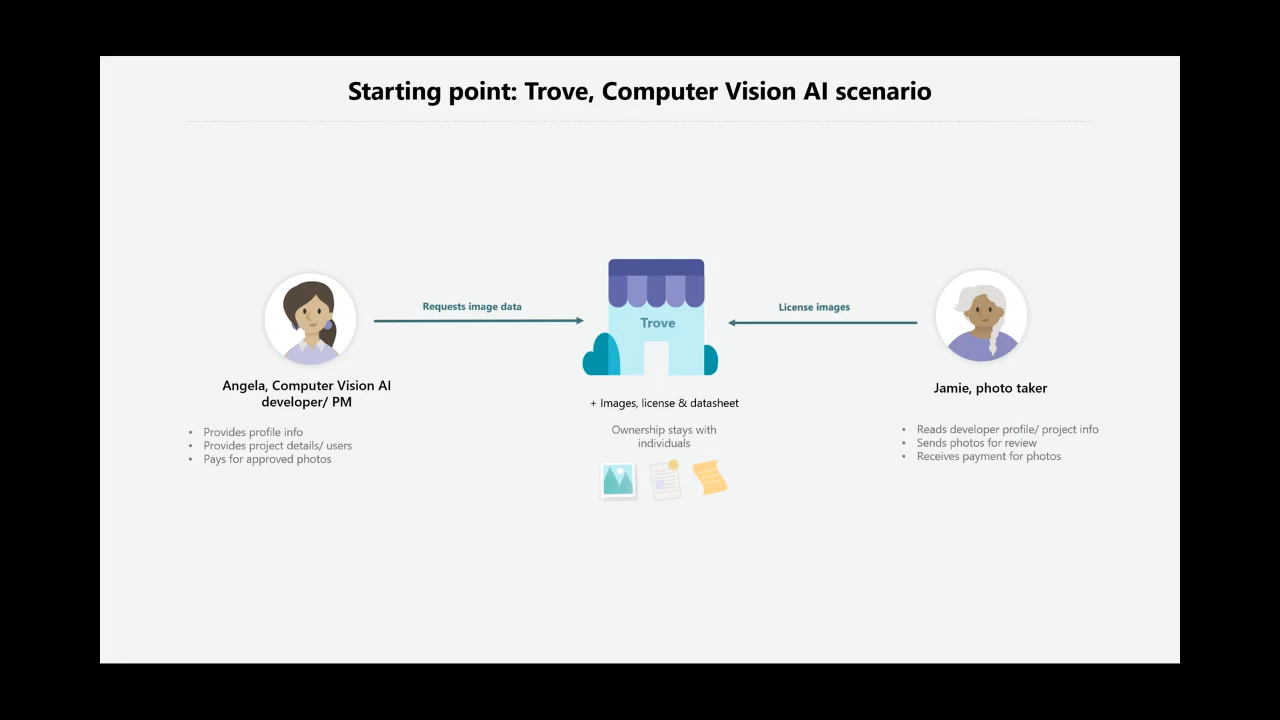 Starting point: Trove, Computer Vision AI scenario
Requests image data
Trove
License images
Angela, Computer Vision AI
developer/ PM
• Provides profile info
• Provides project details/ users
• Pays for approved photos
+ Images, license & datasheet
Ownership stays with
individuals
Jamie, photo taker
• Reads developer profile/ project info
• Sends photos for review
• Receives payment for photos